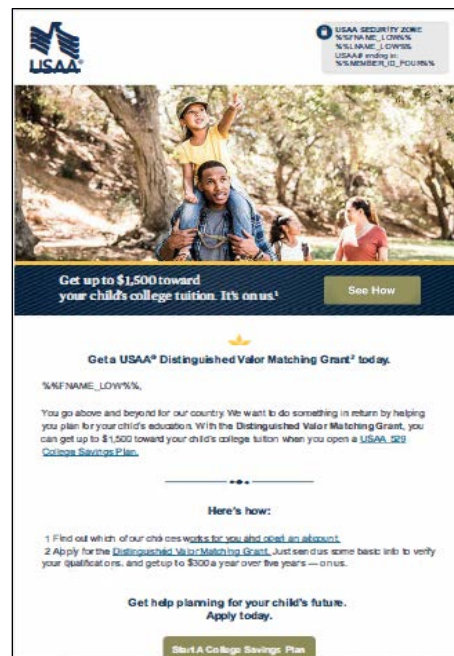 USAA®
USAA SECURITY ZONE
%%FNAME_LOW%%
%%LNAME_LOW%%
USAA# ending in:
%%MEMBER_ID_FOUR%%
Get up to $1,500 toward
your child's college tuition. It's on us.¹
See How
Get a USAA® Distinguished Valor Matching Grant² today.
%%FNAME_LOW%%,
You go above and beyond for our country. We want to do something in return by helping
you plan for your child's education. With the Distinguished Valor Matching Grant, you
can get up to $1,500 toward your child's college tuition when you open a USAA 529
College Savings Plan.
Here's how:
1 Find out which of our choices works for you and open an account.
2 Apply for the Distinguished Valor Matching Grant. Just send us some basic info to verify
your qualifications, and get up to $300 a year over five years — on us.
Get help planning for your child's future.
Apply today.
Start A College Savings Plan